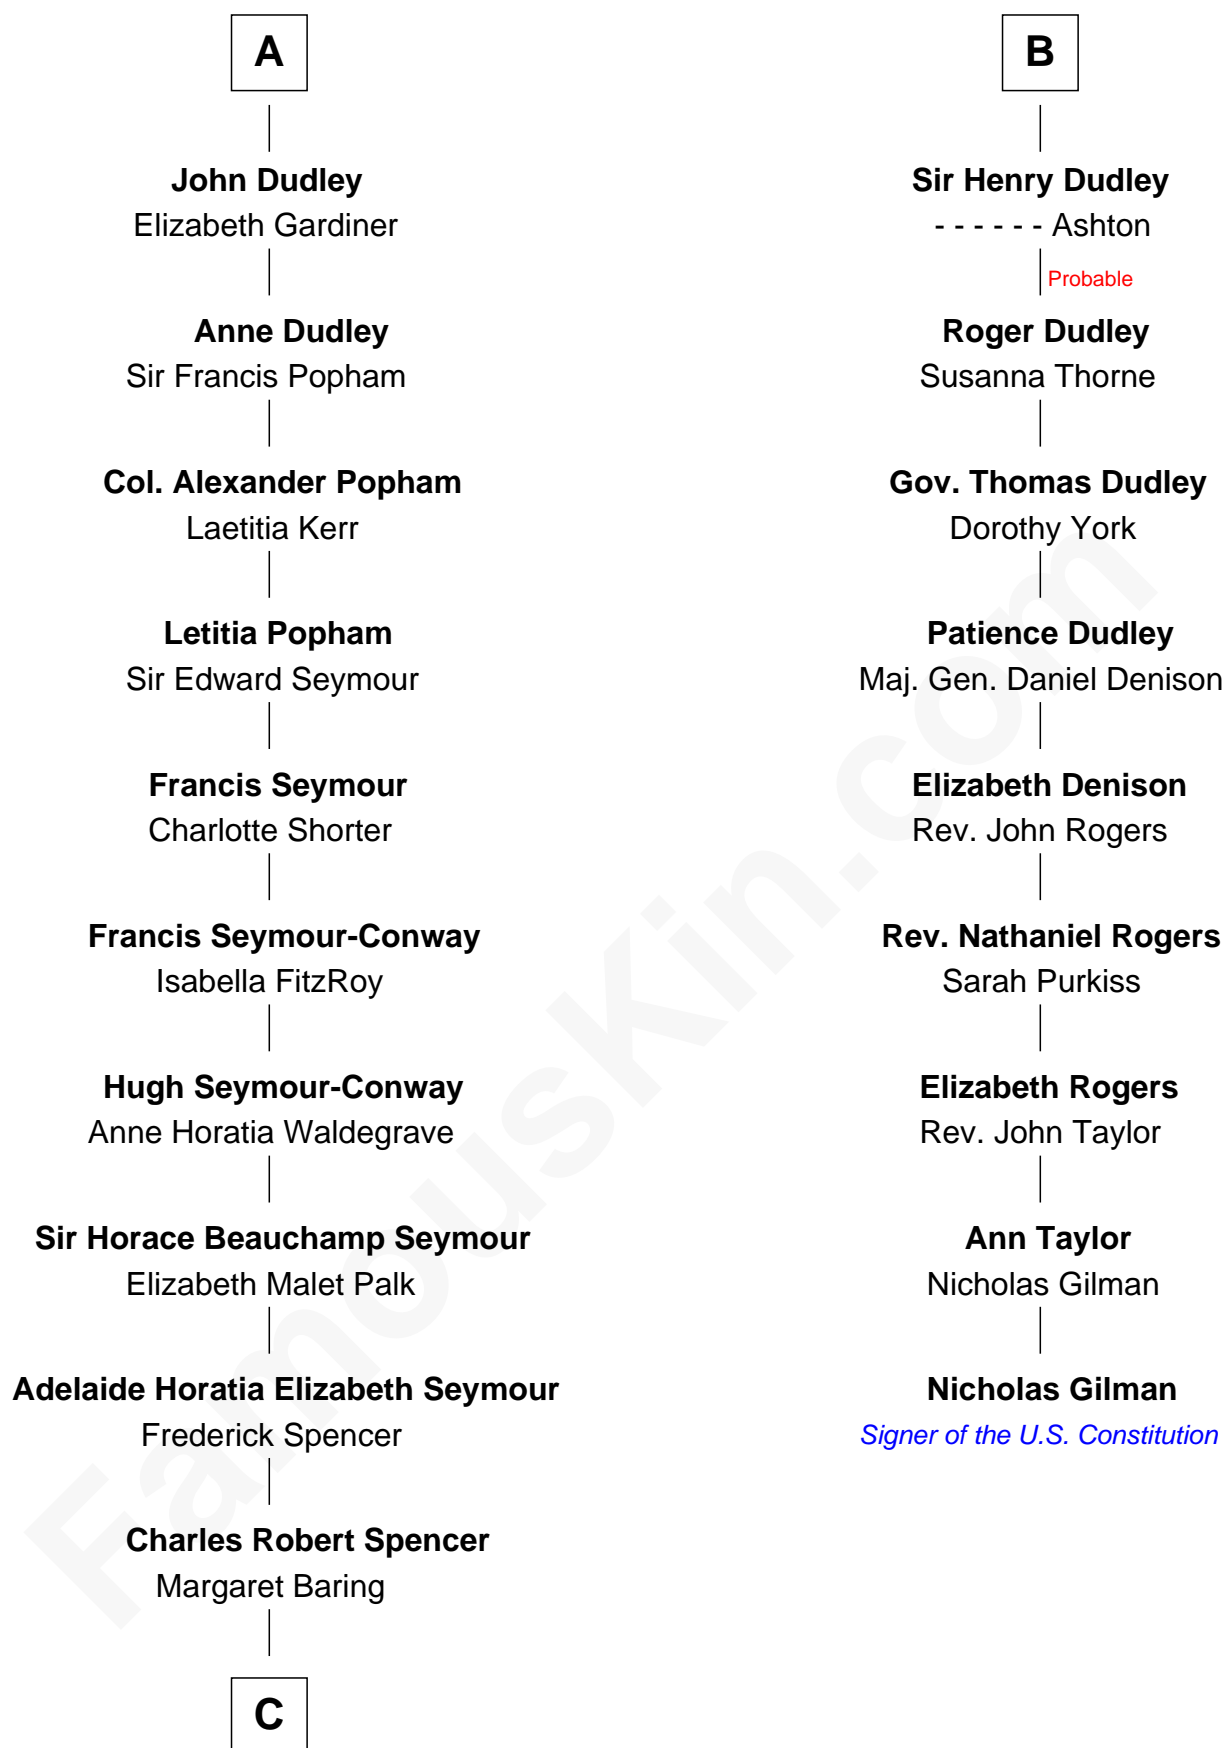 A
John Dudley
Elizabeth Gardiner
Anne Dudley
Sir Francis Popham
Col. Alexander Popham
Laetitia Kerr
Letitia Popham
Sir Edward Seymour
Francis Seymour
Charlotte Shorter
Francis Seymour-Conway
Isabella FitzRoy
Hugh Seymour-Conway
Anne Horatia Waldegrave
Sir Horace Beauchamp Seymour
Elizabeth Malet Palk
Adelaide Horatia Elizabeth Seymour
Frederick Spencer
Charles Robert Spencer
Margaret Baring
C
B
Sir Henry Dudley
- - - - - - Ashton
Probable
Roger Dudley
Susanna Thorne
Gov. Thomas Dudley
Dorothy York
Patience Dudley
Maj. Gen. Daniel Denison
Elizabeth Denison
Rev. John Rogers
Rev. Nathaniel Rogers
Sarah Purkiss
Elizabeth Rogers
Rev. John Taylor
Ann Taylor
Nicholas Gilman
Nicholas Gilman
Signer of the U.S. Constitution
FamousKin.com